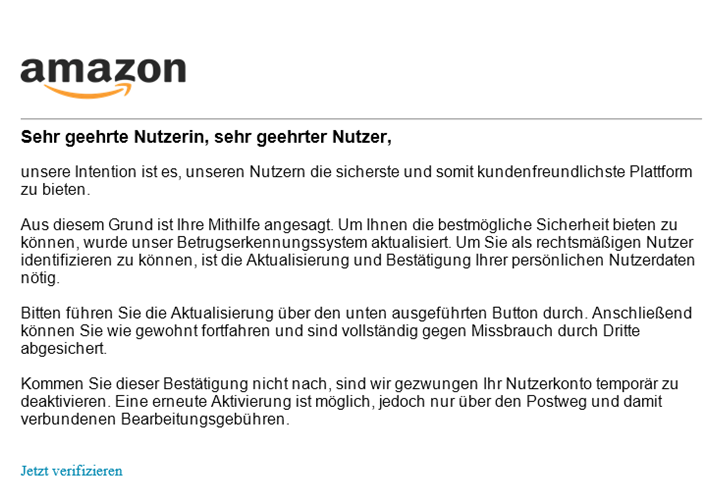 amazon
Sehr geehrte Nutzerin, sehr geehrter Nutzer,
unsere Intention ist es, unseren Nutzern die sicherste und somit kundenfreundlichste Plattform
zu bieten.
Aus diesem Grund ist Ihre Mithilfe angesagt. Um Ihnen die bestmögliche Sicherheit bieten zu
können, wurde unser Betrugserkennungssystem aktualisiert. Um Sie als rechtsmäßigen Nutzer
identifizieren zu können, ist die Aktualisierung und Bestätigung Ihrer persönlichen Nutzerdaten
nötig.
Bitten führen Sie die Aktualisierung über den unten ausgeführten Button durch. Anschließend
können Sie wie gewohnt fortfahren und sind vollständig gegen Missbrauch durch Dritte
abgesichert.
Kommen Sie dieser Bestätigung nicht nach, sind wir gezwungen Ihr Nutzerkonto temporär zu
deaktivieren. Eine erneute Aktivierung ist möglich, jedoch nur über den Postweg und damit
verbundenen Bearbeitungsgebühren.
Jetzt verifizieren